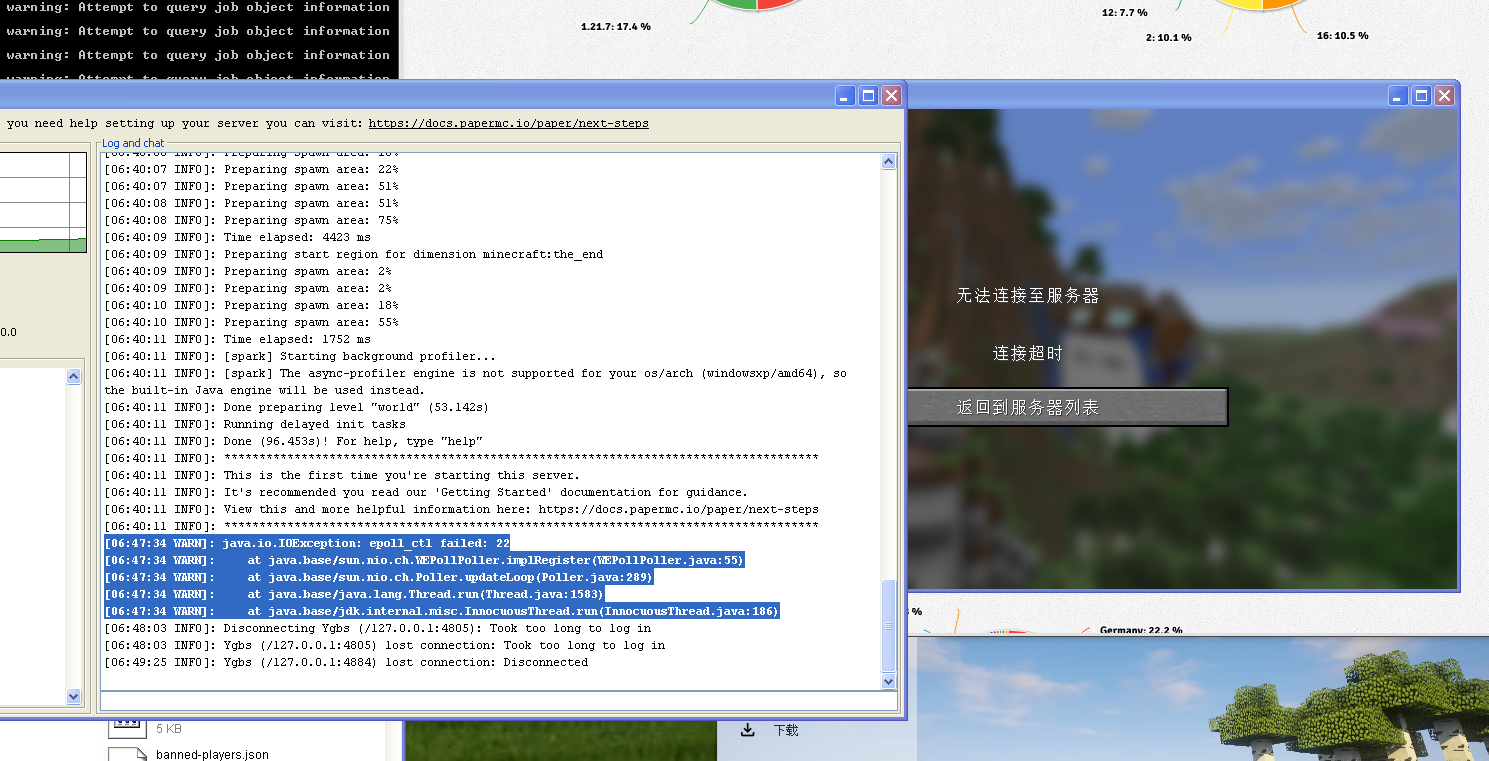 warning: Attempt to query job object information
warning: Attempt to query job object information
warning: Attempt to query job object information
warning: Attempt to query job object information
1.21.7: 17.4 %
12: 7.7 %
2: 10.1 %
16: 10.5 %
you need help setting up your server you can visit: https://docs.papermc.io/paper/next-steps
Log and chat
[06:40:07 INFO]: Preparing spawn area: 22%
[06:40:07 INFO]: Preparing spawn area: 51%
[06:40:08 INFO]: Preparing spawn area: 51%
[06:40:08 INFO]: Preparing spawn area: 75%
[06:40:09 INFO]: Time elapsed: 4423 ms
[06:40:09 INFO]: Preparing start region for dimension minecraft:the_end
[06:40:09 INFO]: Preparing spawn area: 2%
[06:40:09 INFO]: Preparing spawn area: 2%
[06:40:10 INFO]: Preparing spawn area: 18%
[06:40:10 INFO]: Preparing spawn area: 55%
[06:40:11 INFO]: Time elapsed: 1752 ms
[06:40:11 INFO]: [spark] Starting background profiler...
[06:40:11 INFO]: [spark] The async-profiler engine is not supported for your os/arch (windowsxp/amd64), so
the built-in Java engine will be used instead.
[06:40:11 INFO]: Done preparing level "world" (53.142s)
[06:40:11 INFO]: Running delayed init tasks
[06:40:11 INFO]: Done (96.453s)! For help, type "help"
[06:40:11 INFO]: *************************************************************************************
[06:40:11 INFO]: This is the first time you're starting this server.
[06:40:11 INFO]: It's recommended you read our 'Getting Started' documentation for guidance.
[06:40:11 INFO]: View this and more helpful information here: https://docs.papermc.io/paper/next-steps
[06:40:11 INFO]: *************************************************************************************
[06:47:34 WARN]: java.io.IOException: epoll_ctl failed: 22
[06:47:34 WARN]: at java.base/sun.nio.ch.WEPollPoller.implRegister(WEPollPoller.java:55)
[06:47:34 WARN]: at java.base/sun.nio.ch.Poller.updateLoop(Poller.java:289)
[06:47:34 WARN]: at java.base/java.lang.Thread.run(Thread.java:1583)
[06:47:34 WARN]: at java.base/jdk.internal.misc.InnocuousThread.run(InnocuousThread.java:186)
[06:48:03 INFO]: Disconnecting Ygbs (/127.0.0.1:4805): Took too long to log in
[06:48:03 INFO]: Ygbs (/127.0.0.1:4805) lost connection: Took too long to log in
[06:49:25 INFO]: Ygbs (/127.0.0.1:4884) lost connection: Disconnected
0.0
无法连接至服务器
连接超时
返回到服务器列表
%
Germany: 22.2 %
5 KB
banned-players.json
下载